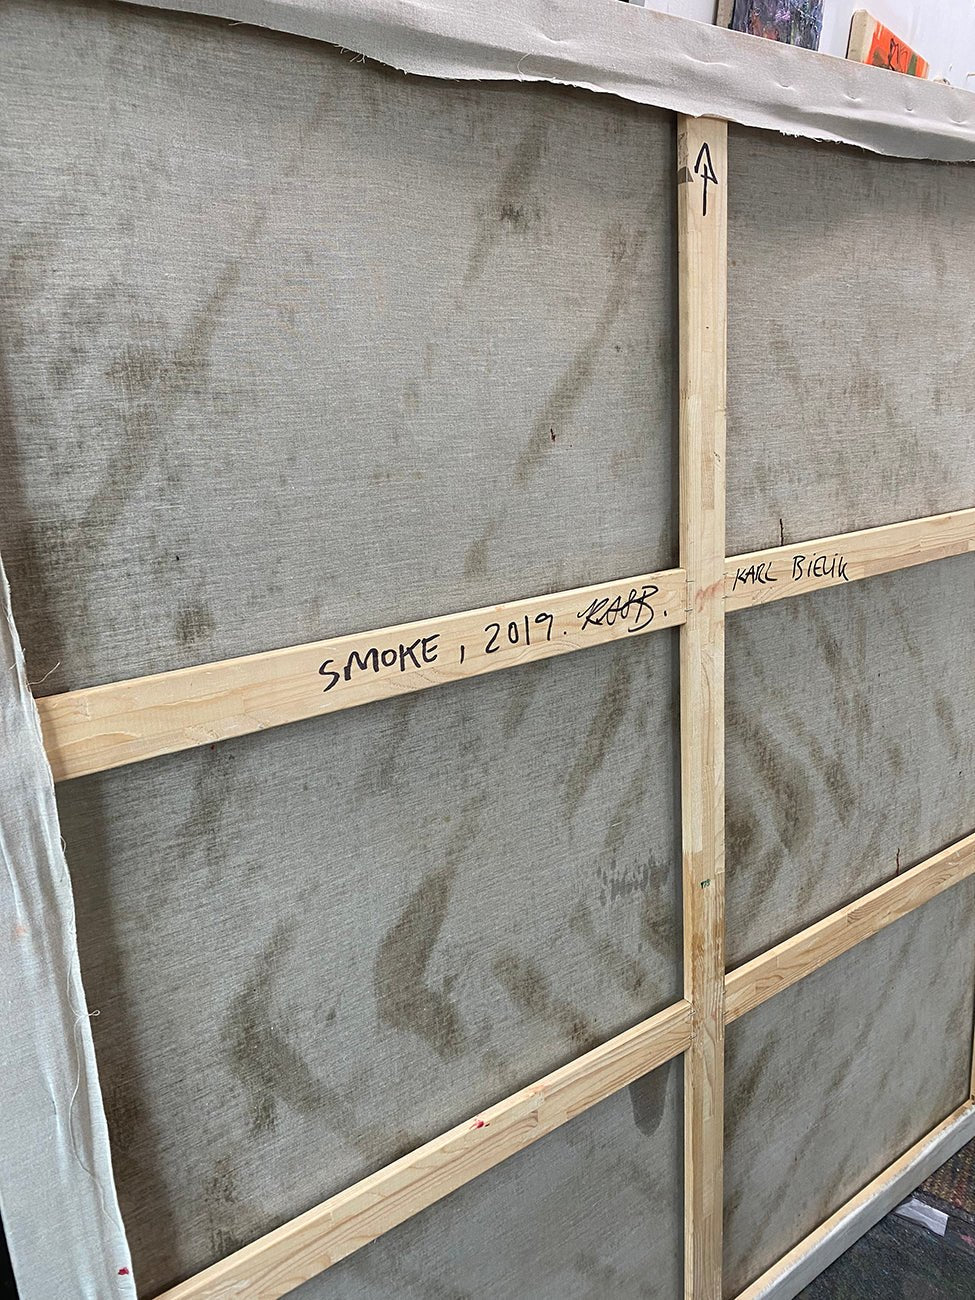 KARL BIELIK
SMOKE, 2019.